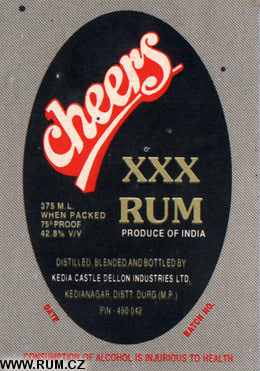 cheers
XXX
RUM
PRODUCE OF INDIA
375 M.L.
WHEN PACKED
75° PROOF
42.8% V/V
DISTILLED, BLENDED AND BOTTLED BY
KEDIA CASTLE DELLON INDUSTRIES LTD.
KEDIANAGAR, DISTT. DURG (M.P.)
PIN - 490 042
DATE
BATCH NO.
CONSUMPTION OF ALCOHOL IS INJURIOUS TO HEALTH
WWW.RUM.CZ